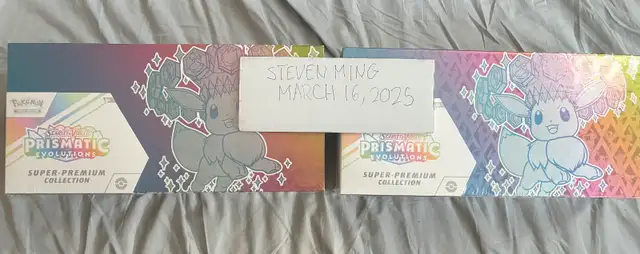 STEVEN MING
MARCH 16, 2025
Pokémon
PRISMATIC
EVOLUTIONS
SUPER-PREMIUM
COLLECTION
PRISMATIC
EVOLUTIONS
SUPER-PREMIUM
COLLECTION